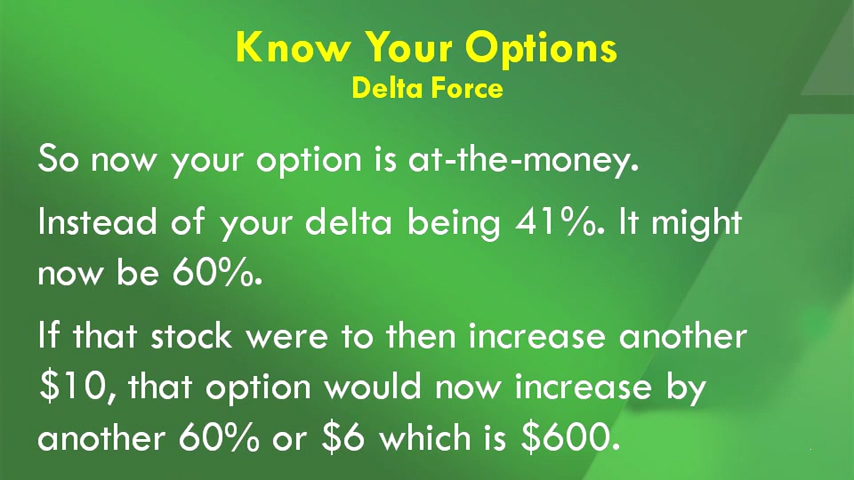 Know Your Options
Delta Force
So now your option is at-the-money.
Instead of your delta being 41%. It might
now be 60%.
If that stock were to then increase another
$10, that option would now increase by
another 60% or $6 which is $600.